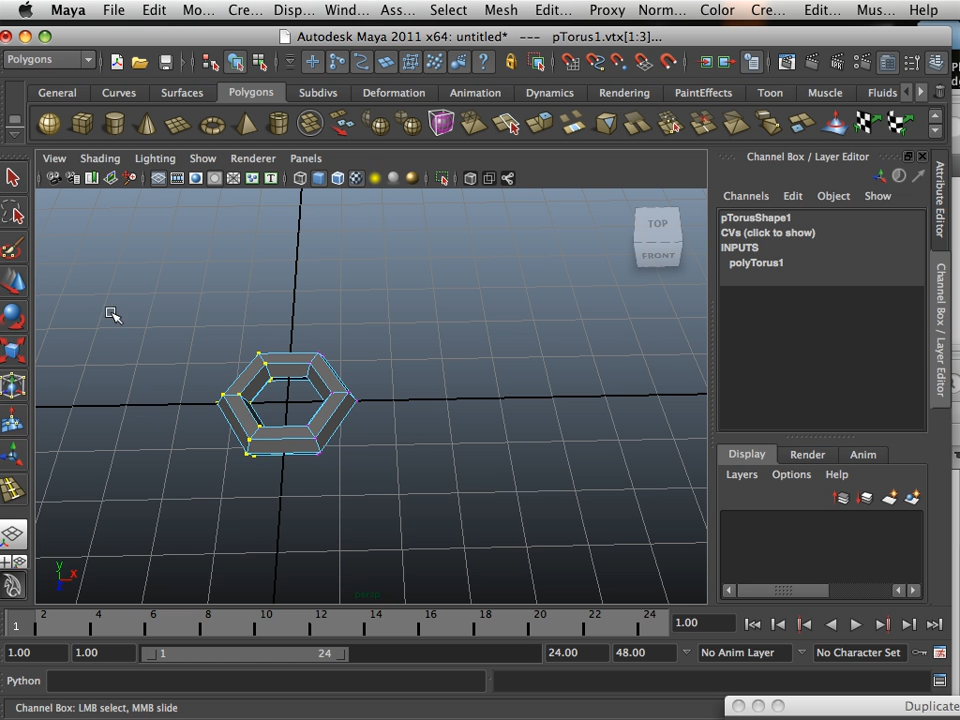 Maya File Edit Mo... Cre... Disp... Wind... Ass... Select Mesh Edit... Proxy Norm... Color Cre... Edit... Mus... Help
Autodesk Maya 2011 x64: untitled* --- pTorus1.vtx[1:3]...
Polygons
General Curves Surfaces Polygons Subdivs Deformation Animation Dynamics Rendering PaintEffects Toon Muscle Fluids
View Shading Lighting Show Renderer Panels
Channel Box / Layer Editor
Channels Edit Object Show
pTorusShape1
CVs (click to show)
INPUTS
polyTorus1
Attribute Editor
Channel Box / Layer Editor
TOP
FRONT
y
x
persp
Display Render Anim
Layers Options Help
1 2 4 6 8 10 12 14 16 18 20 22 24 1.00
1.00 1.00 1 24 24.00 48.00 No Anim Layer No Character Set
Python
Channel Box: LMB select, MMB slide
Duplicate